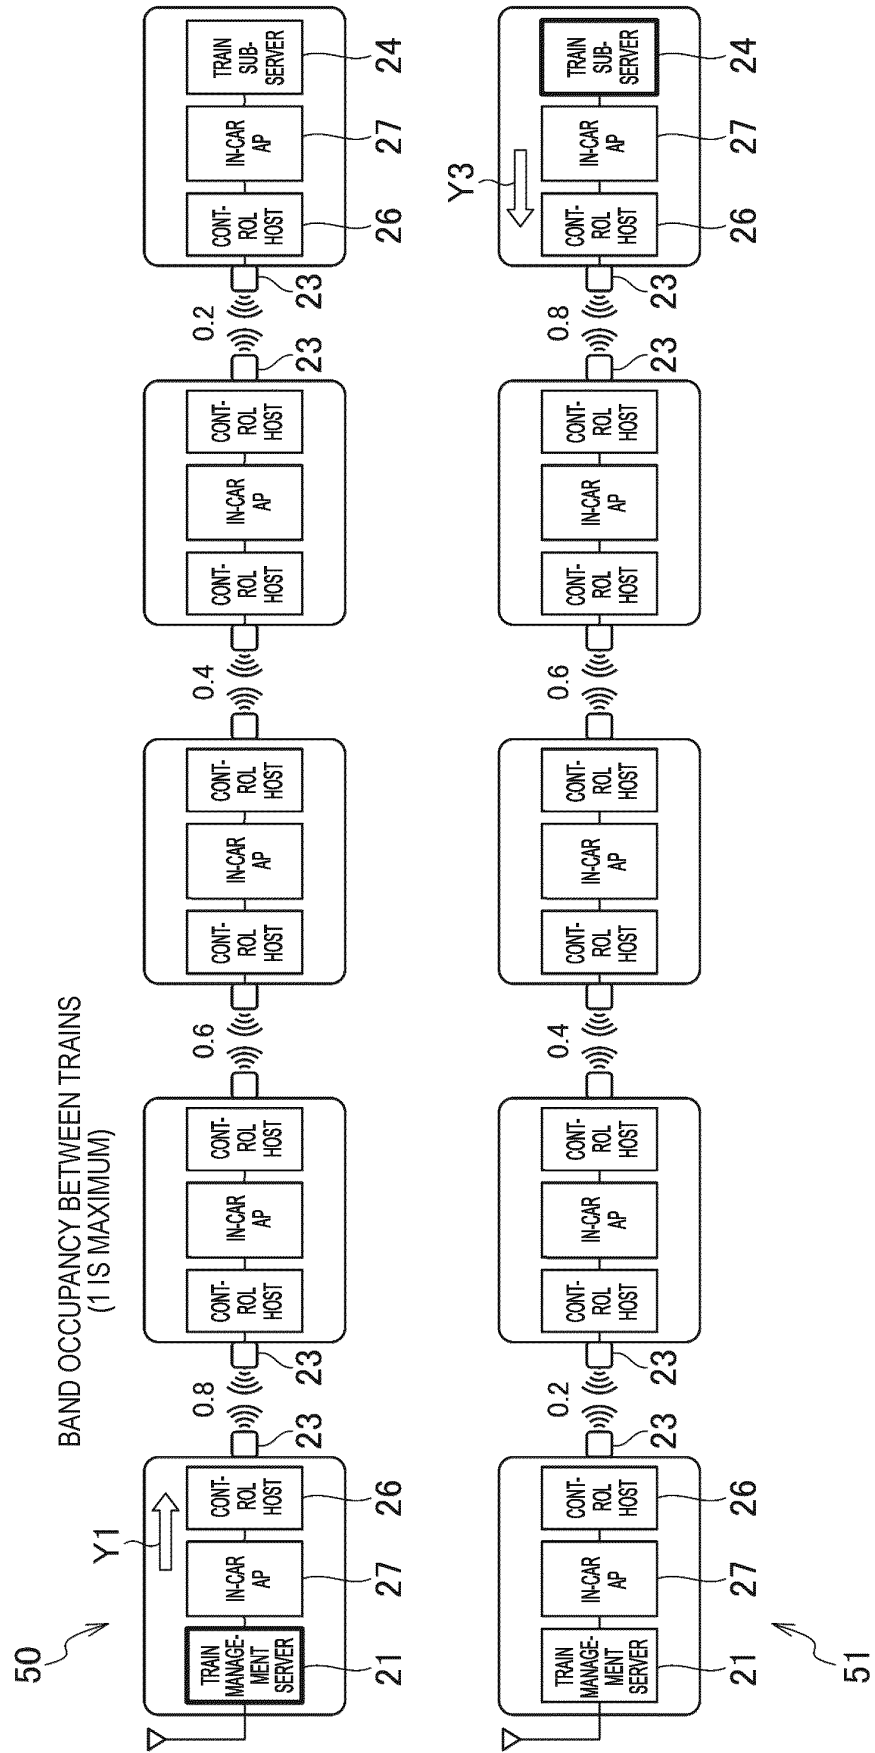 BAND OCCUPANCY BETWEEN TRAINS
(1 IS MAXIMUM)
50
Y1
0.8
0.6
0.4
0.2
TRAIN
MANAGE-
MENT
SERVER
IN-CAR
AP
CONT-
ROL
HOST
CONT-
ROL
HOST
IN-CAR
AP
CONT-
ROL
HOST
CONT-
ROL
HOST
IN-CAR
AP
CONT-
ROL
HOST
CONT-
ROL
HOST
IN-CAR
AP
CONT-
ROL
HOST
CONT-
ROL
HOST
IN-CAR
AP
TRAIN
SUB-
SERVER
21
27
26
23
23
23
23
26
27
24
Y3
0.2
0.4
0.6
0.8
TRAIN
MANAGE-
MENT
SERVER
IN-CAR
AP
CONT-
ROL
HOST
CONT-
ROL
HOST
IN-CAR
AP
CONT-
ROL
HOST
CONT-
ROL
HOST
IN-CAR
AP
CONT-
ROL
HOST
CONT-
ROL
HOST
IN-CAR
AP
CONT-
ROL
HOST
CONT-
ROL
HOST
IN-CAR
AP
TRAIN
SUB-
SERVER
21
27
26
23
23
23
23
26
27
24
51